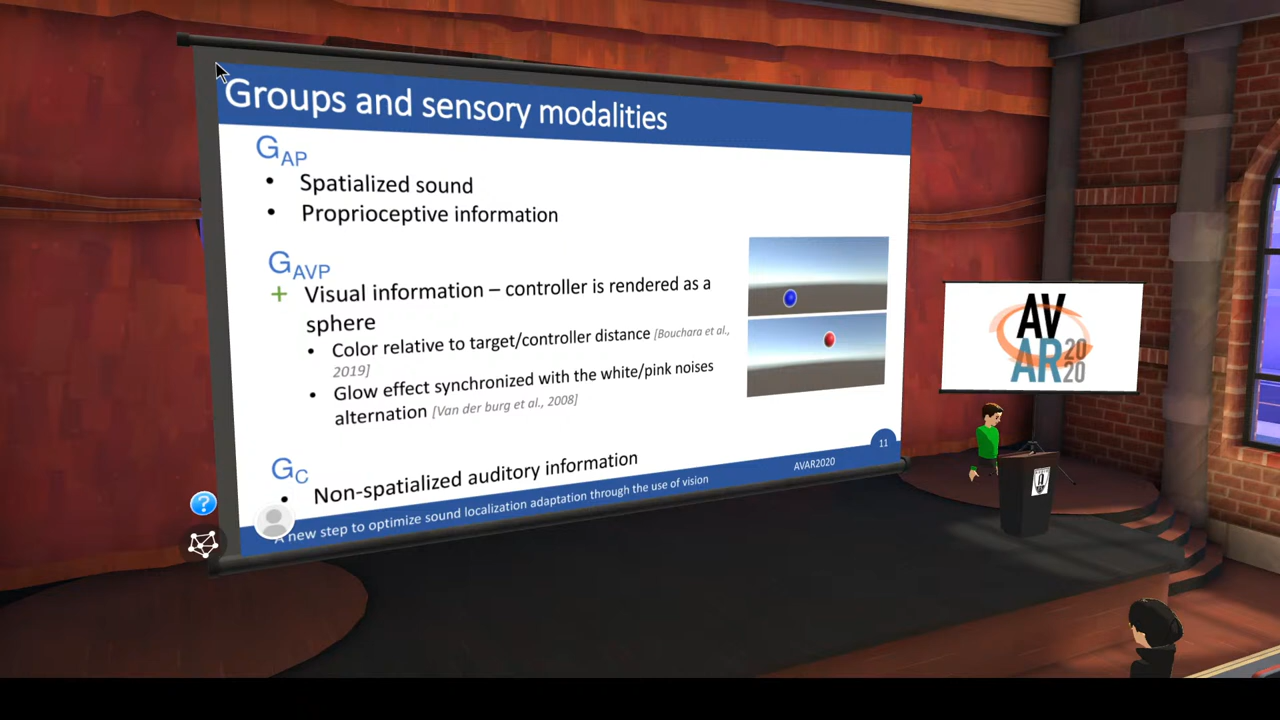 Groups and sensory modalities
GAP
• Spatialized sound
• Proprioceptive information
GAVP
+ Visual information – controller is rendered as a
sphere
• Color relative to target/controller distance [Bouchara et al.,
2019]
• Glow effect synchronized with the white/pink noises
alternation [Van der burg et al., 2008]
GC
• Non-spatialized auditory information
11
A new step to optimize sound localization adaptation through the use of vision
AVAR2020
?
AV
AR 20
20